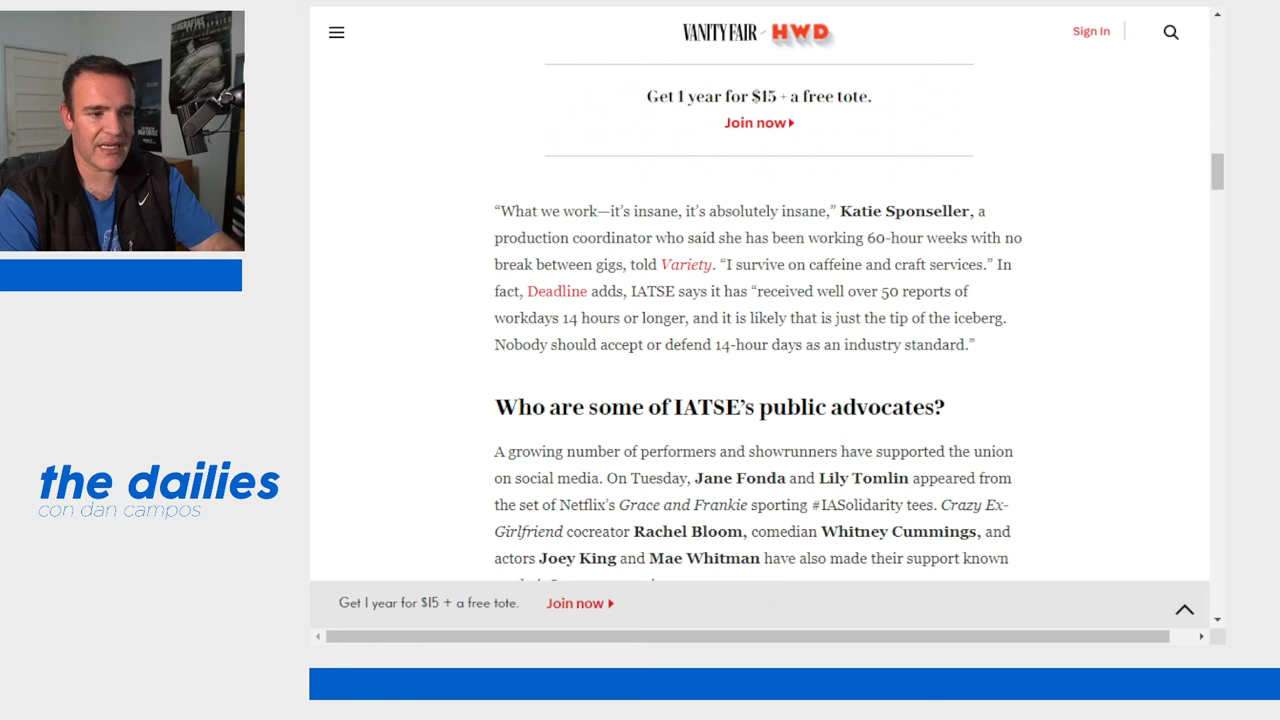 VANITY FAIR HWD
Sign In
Get 1 year for $15 + a free tote.
Join now
“What we work—it’s insane, it’s absolutely insane,” Katie Sponseller, a
production coordinator who said she has been working 60-hour weeks with no
break between gigs, told Variety. “I survive on caffeine and craft services.” In
fact, Deadline adds, IATSE says it has “received well over 50 reports of
workdays 14 hours or longer, and it is likely that is just the tip of the iceberg.
Nobody should accept or defend 14-hour days as an industry standard.”
Who are some of IATSE’s public advocates?
A growing number of performers and showrunners have supported the union
on social media. On Tuesday, Jane Fonda and Lily Tomlin appeared from
the set of Netflix’s Grace and Frankie sporting #IASolidarity tees. Crazy Ex-
Girlfriend cocreator Rachel Bloom, comedian Whitney Cummings, and
actors Joey King and Mae Whitman have also made their support known
Get 1 year for $15 + a free tote. Join now
the dailies
con dan campos